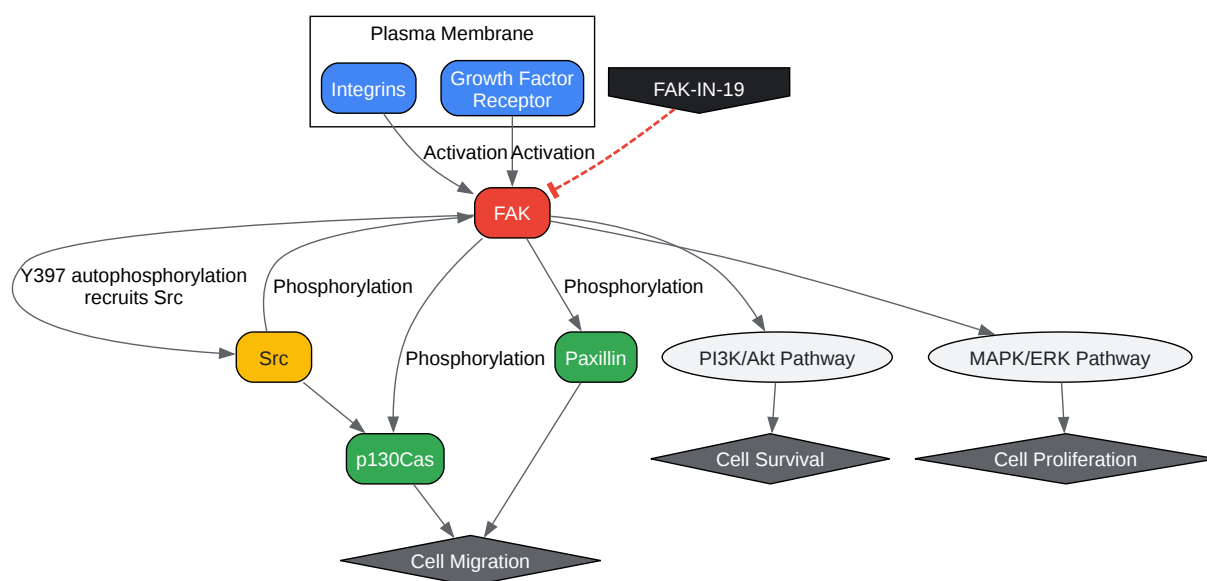 Plasma Membrane
Integrins
Growth Factor
Receptor
FAK-IN-19
Activation
Activation
FAK
Y397 autophosphorylation
recruits Src
Phosphorylation
Phosphorylation
Src
Phosphorylation
Paxillin
PI3K/Akt Pathway
MAPK/ERK Pathway
p130Cas
Cell Survival
Cell Proliferation
Cell Migration